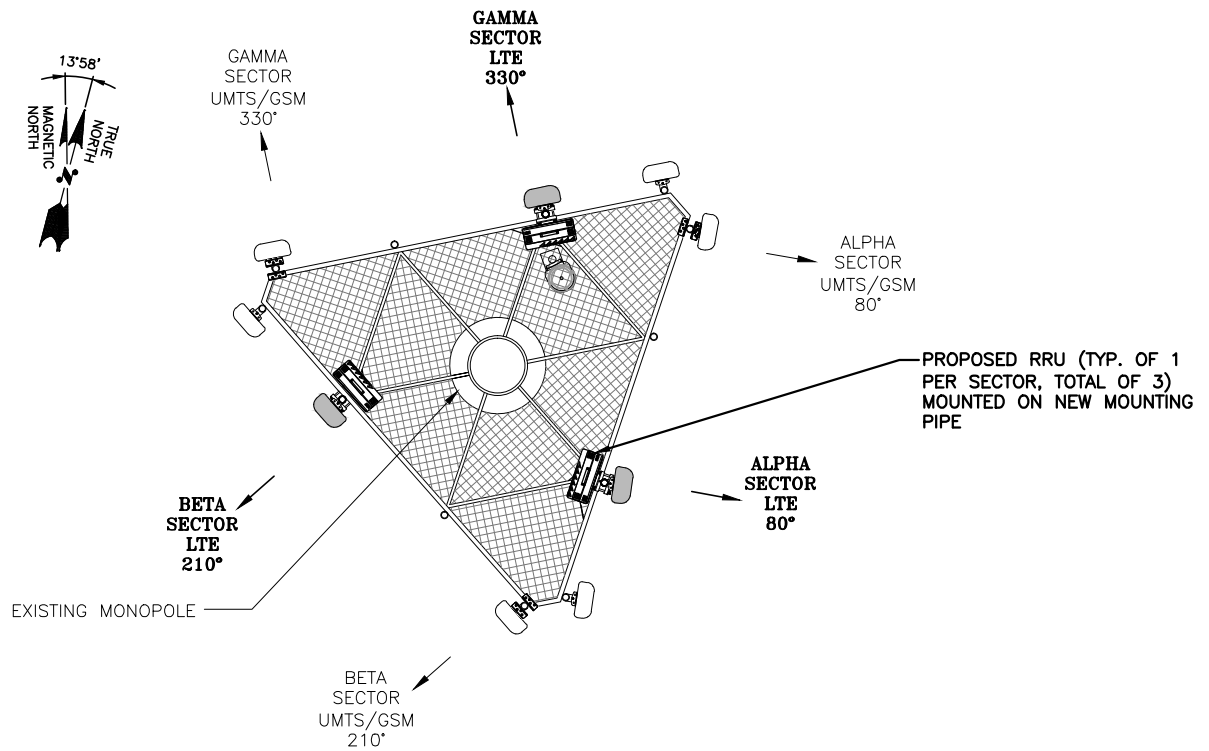 GAMMA
SECTOR
LTE
330°
GAMMA
SECTOR
UMTS/GSM
330°
13°58'
MAGNETIC
NORTH
TRUE
NORTH
N
ALPHA
SECTOR
UMTS/GSM
80°
PROPOSED RRU (TYP. OF 1
PER SECTOR, TOTAL OF 3)
MOUNTED ON NEW MOUNTING
PIPE
ALPHA
SECTOR
LTE
80°
BETA
SECTOR
LTE
210°
EXISTING MONOPOLE
BETA
SECTOR
UMTS/GSM
210°